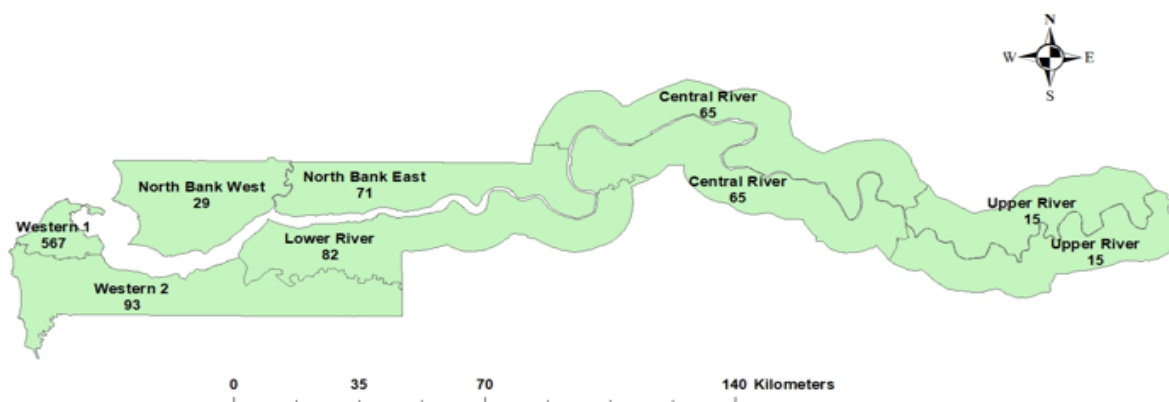 N
W E
S
Central River
65
North Bank West
29
North Bank East
71
Central River
65
Western 1
567
Lower River
82
Upper River
15
Upper River
15
Western 2
93
0 35 70 140 Kilometers